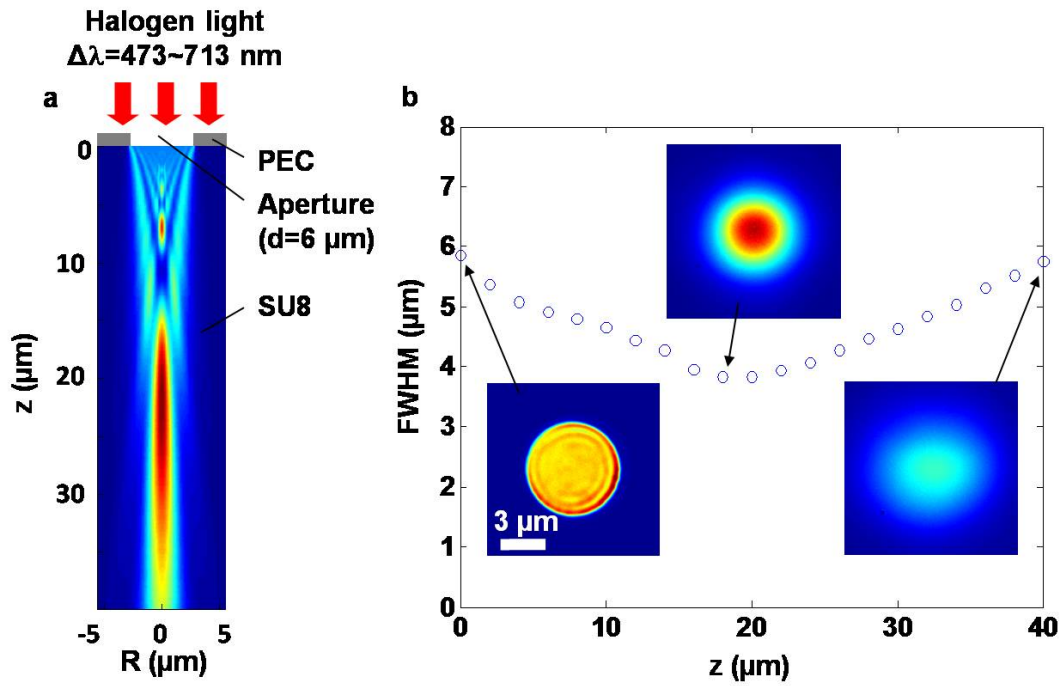 Halogen light
Δλ=473~713 nm
a
0
10
20
30
z (µm)
-5
0
5
R (µm)
PEC
Aperture
(d=6 µm)
SU8
b
8
7
6
5
4
3
2
1
0
FWHM (µm)
3 µm
0
10
20
30
40
z (µm)